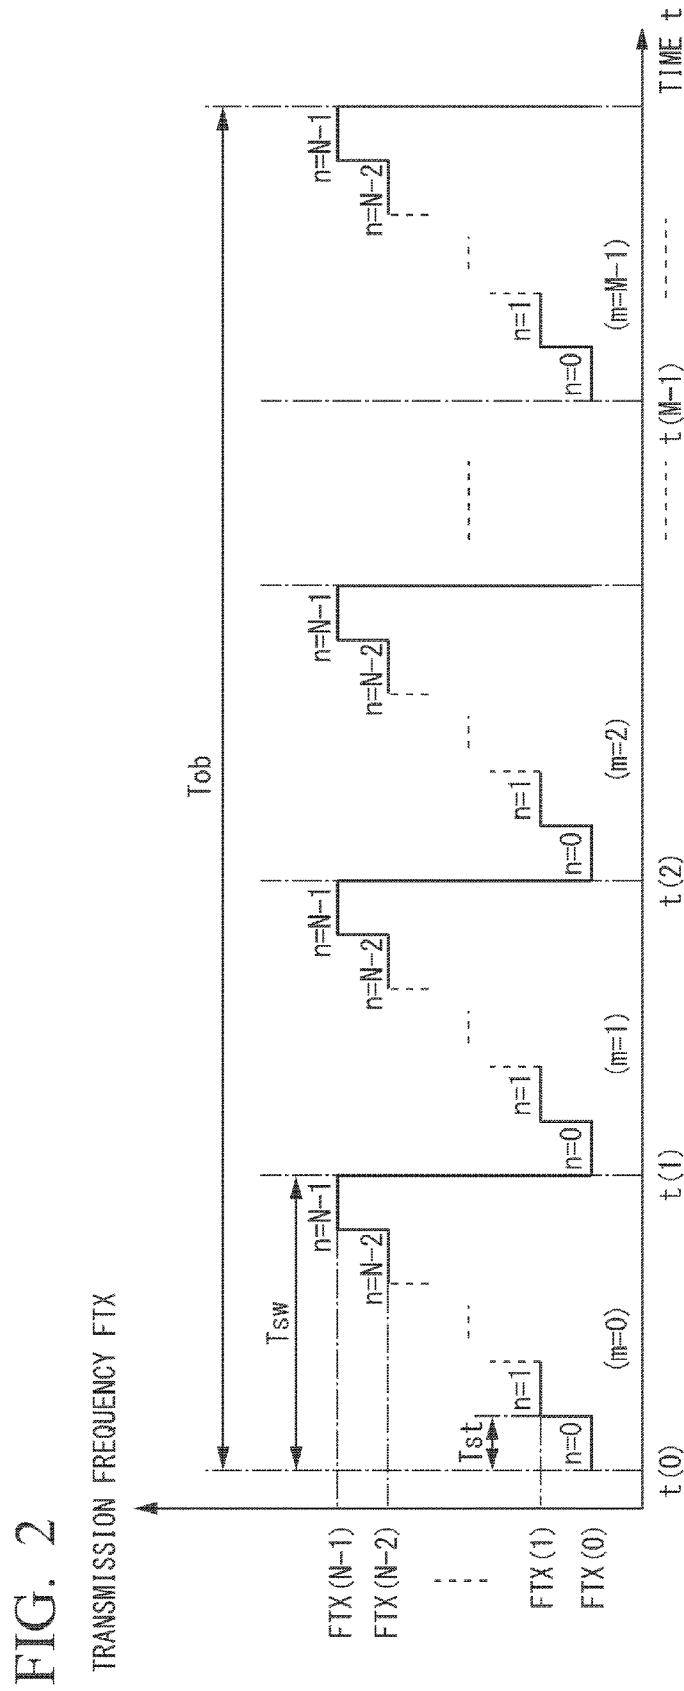 FIG. 2
TRANSMISSION FREQUENCY FTX
Tob
Tsw
Tst
FTX(N-1)
FTX(N-2)
FTX(1)
FTX(0)
n=0
n=1
n=N-2
n=N-1
(m=0)
n=0
n=1
n=N-2
n=N-1
(m=1)
n=0
n=1
n=N-2
n=N-1
(m=2)
n=0
n=1
n=N-2
n=N-1
(m=M-1)
t(0)
t(1)
t(2)
t(M-1)
TIME t